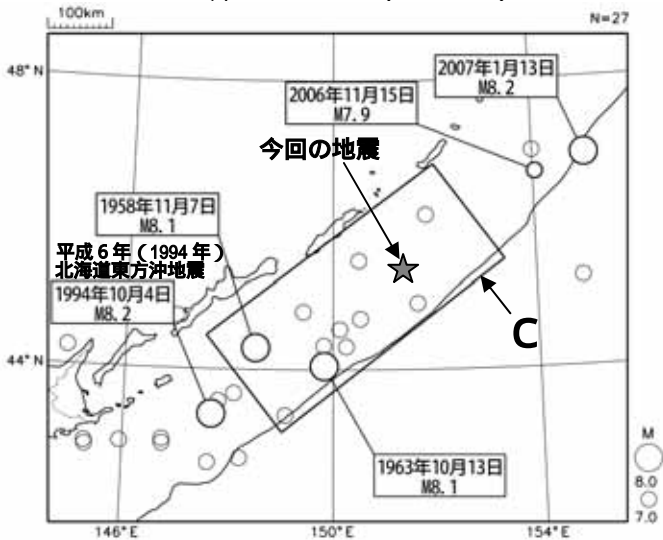 100km
N=27
48°N
2007年1月13日
M8.2
2006年11月15日
M7.9
今回の地震
1958年11月7日
M8.1
平成６年（1994 年）
北海道東方沖地震
1994年10月4日
M8.2
C
44°N
1963年10月13日
M8.1
M
8.0
7.0
146°E
150°E
154°E